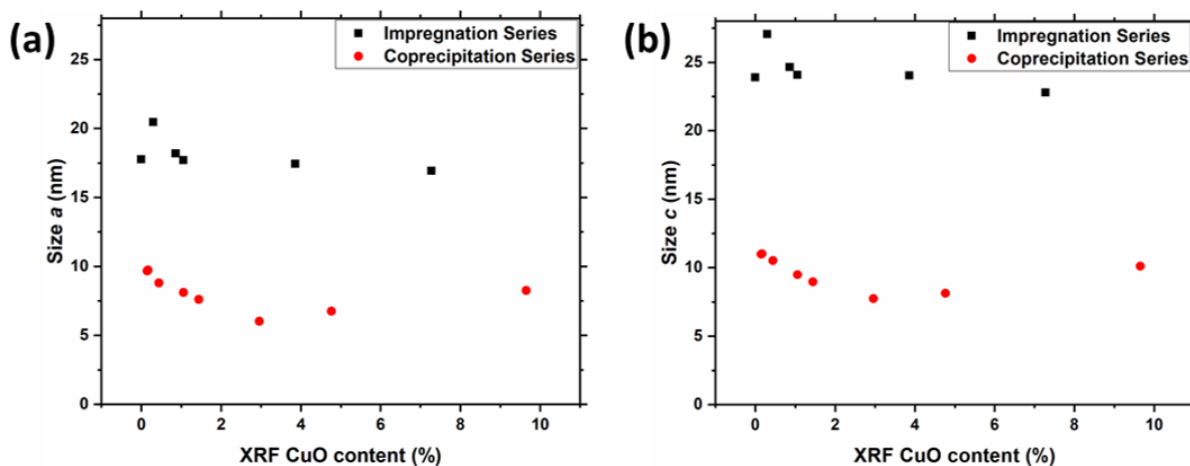 (a)
Impregnation Series
Coprecipitation Series
25
20
15
10
5
0
Size a (nm)
0 2 4 6 8 10
XRF CuO content (%)
(b)
Impregnation Series
Coprecipitation Series
25
20
15
10
5
0
Size c (nm)
0 2 4 6 8 10
XRF CuO content (%)